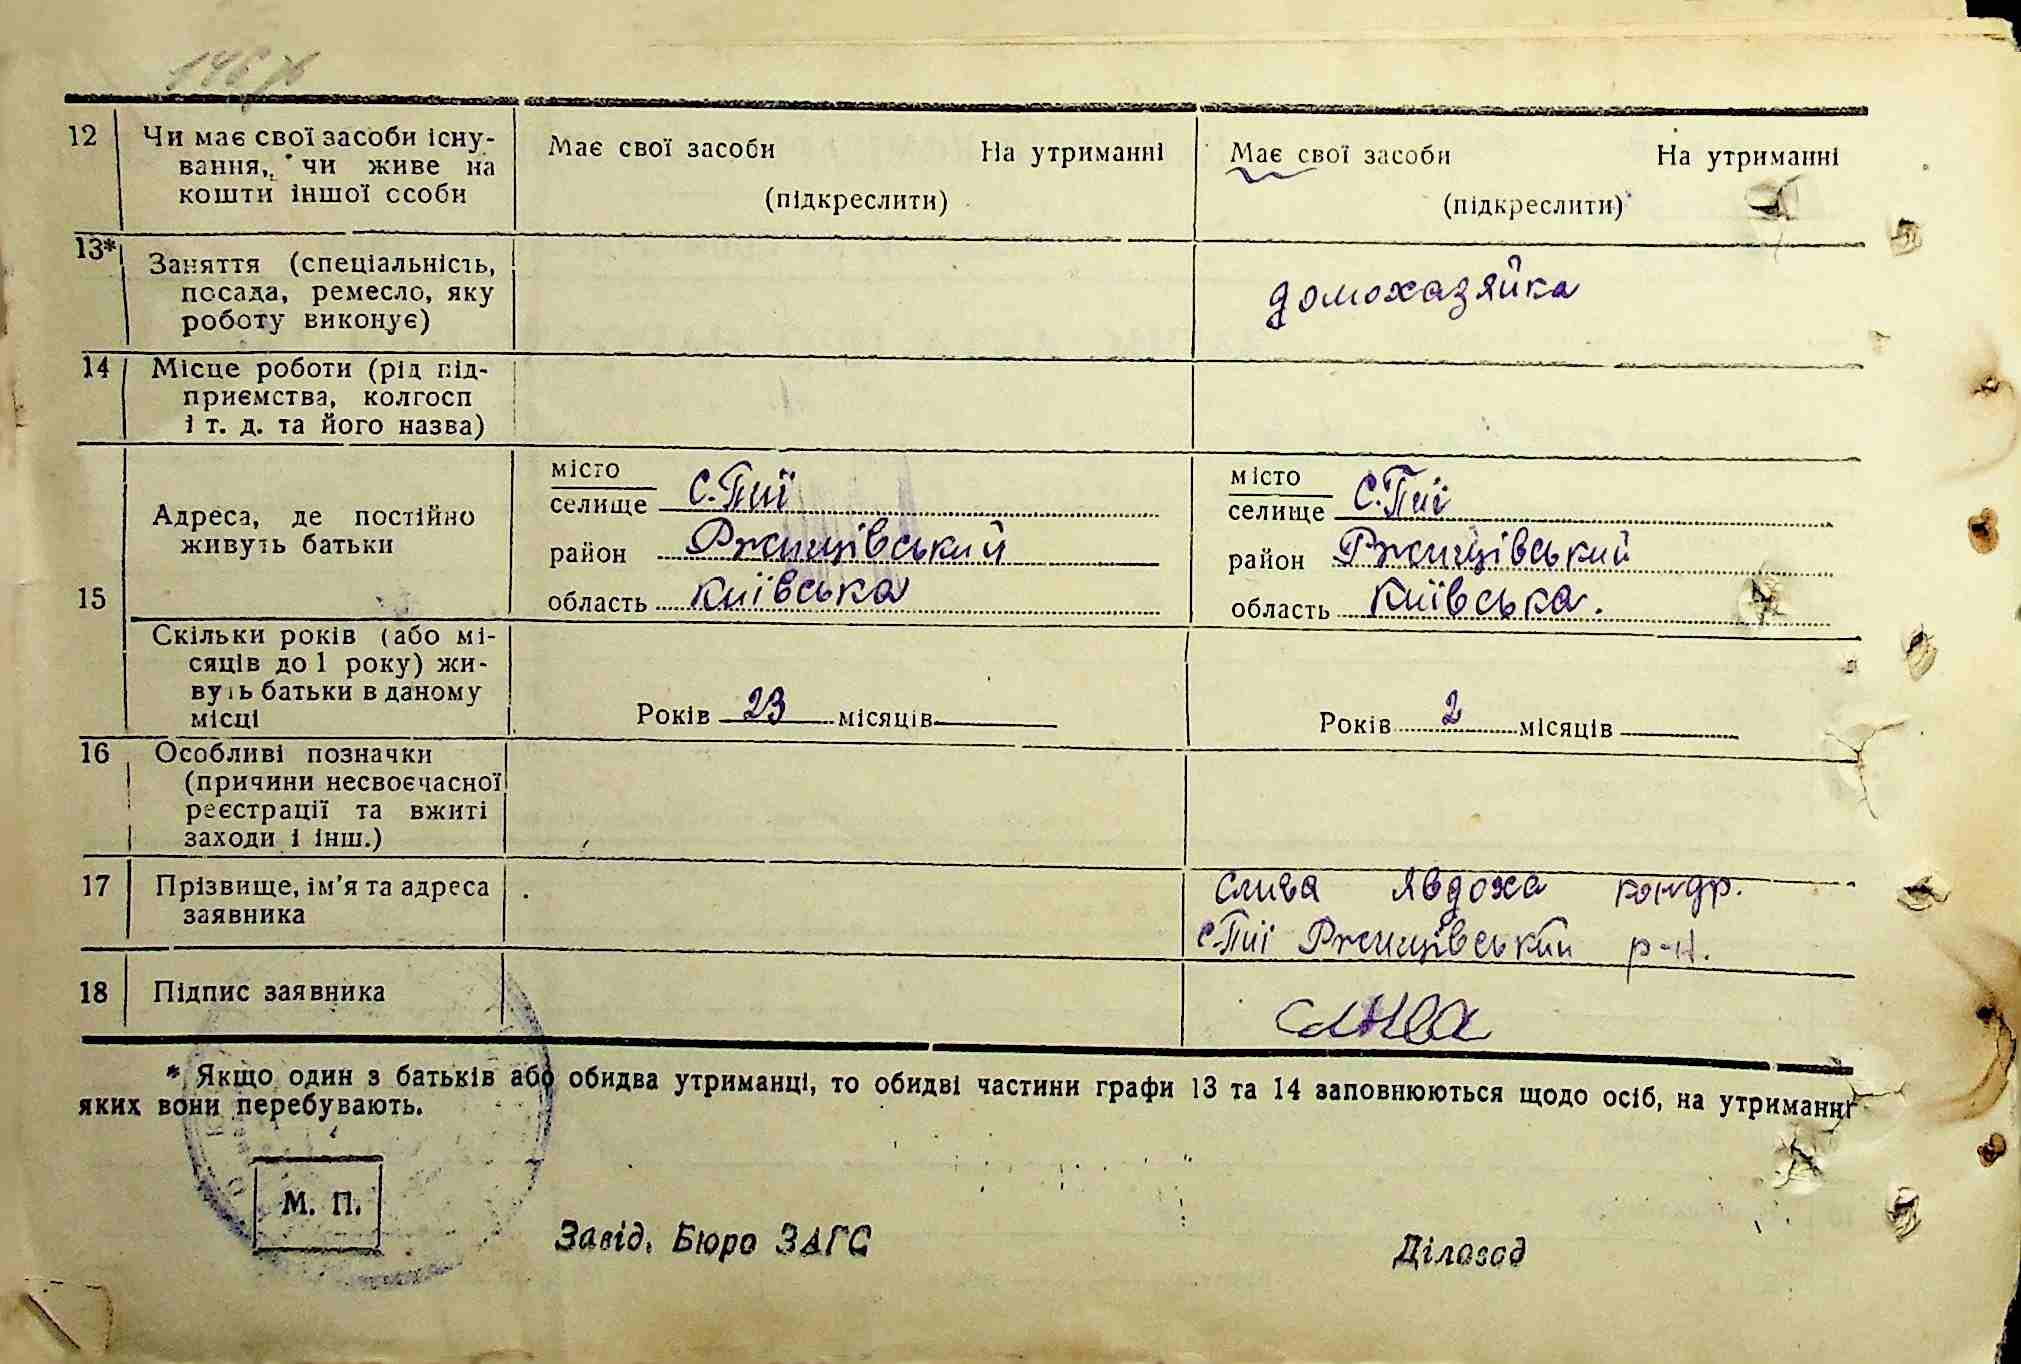 12 Чи має свої засоби існу-
вання, чи живе на
кошти іншої ссоби
Має свої засоби На утриманні
(підкреслити)
Має свої засоби На утриманні
(підкреслити)
13* Заняття (спеціальність,
посада, ремесло, яку
роботу виконує)
домохазяйка
14 Місце роботи (рід під-
приємства, колгосп
і т. д. та його назва)
15 Адреса, де постійно
живуть батьки
місто
селище с. Пиї
район Ржищівський
область київська
місто
селище с. Пиї
район Ржищівський
область київська.
Скільки років (або мі-
сяців до 1 року) жи-
вуть батьки в даному
місці
Років 23 місяців
Років 2 місяців
16 Особливі позначки
(причини несвоєчасної
реєстрації та вжиті
заходи і інш.)
17 Прізвище, ім'я та адреса
заявника
слива явдоха кондр.
с. Пиї Ржищівський р-н.
18 Підпис заявника
слива
* Якщо один з батьків або обидва утриманці, то обидві частини графи 13 та 14 заповнюються щодо осіб, на утриманні
яких вони перебувають.
М. П.
Завід. Бюро ЗАГС
Діловод